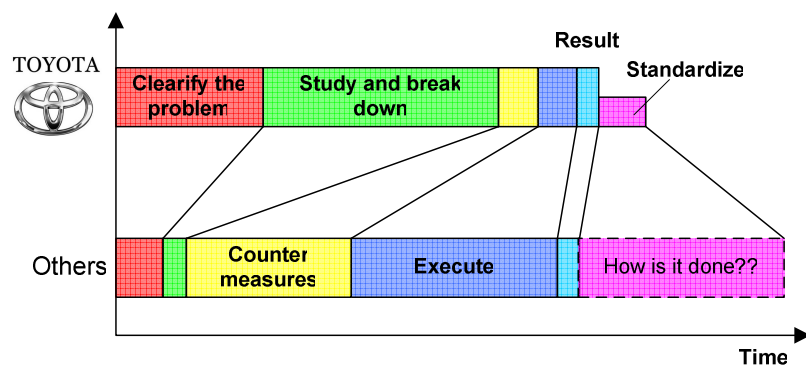 Result
TOYOTA
Clearify the
problem
Study and break
down
Standardize
Others
Counter
measures
Execute
How is it done??
Time